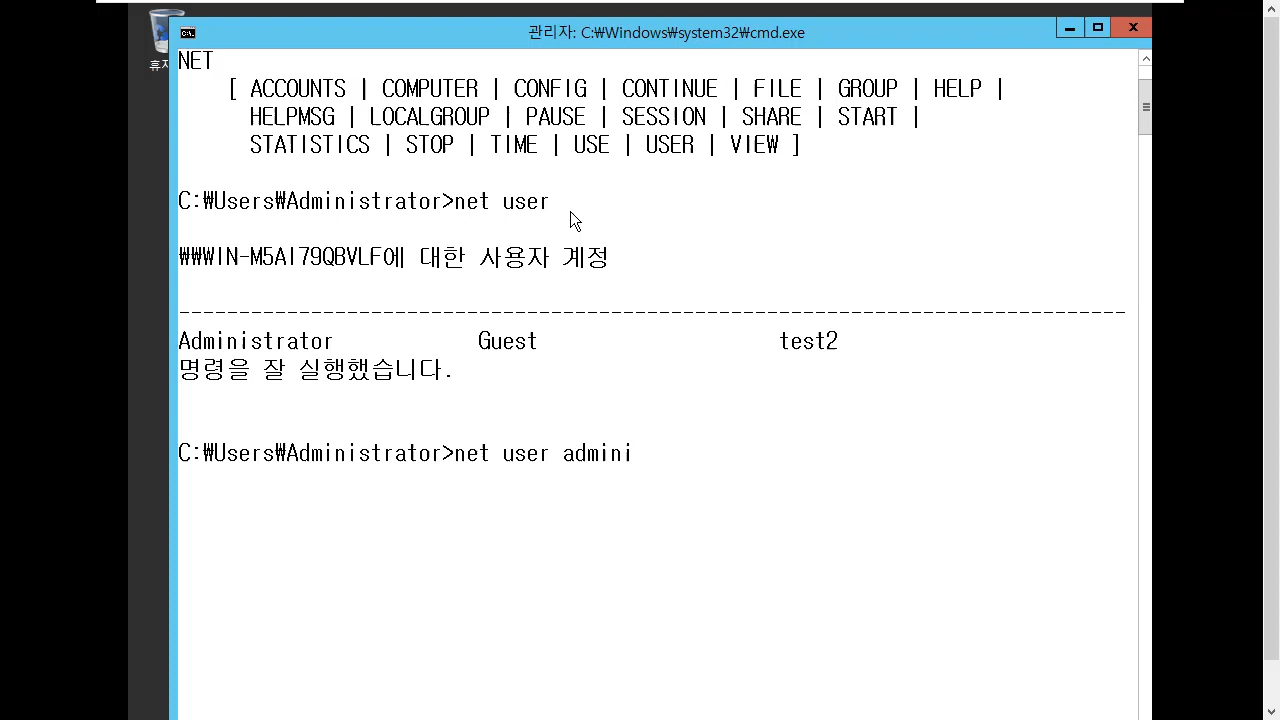 관리자: C:₩Windows₩system32₩cmd.exe
휴지
NET
[ ACCOUNTS | COMPUTER | CONFIG | CONTINUE | FILE | GROUP | HELP |
HELPMSG | LOCALGROUP | PAUSE | SESSION | SHARE | START |
STATISTICS | STOP | TIME | USE | USER | VIEW ]
C:₩Users₩Administrator>net user
₩₩WIN-M5AI79QBVLF에 대한 사용자 계정
-------------------------------------------------------------------------------
Administrator Guest test2
명령을 잘 실행했습니다.
C:₩Users₩Administrator>net user admini